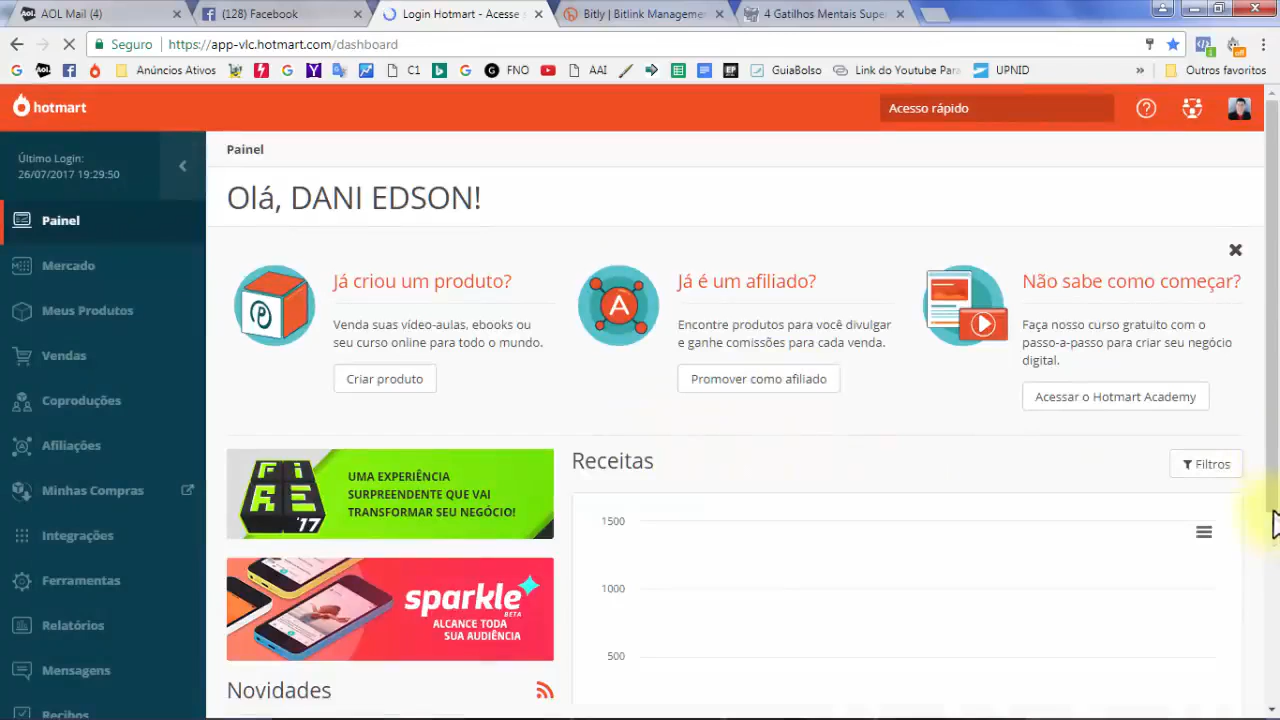 AOL Mail (4)
(128) Facebook
Login Hotmart - Acesse s
Bitly | Bitlink Manageme
4 Gatilhos Mentais Super
Seguro
https://app-vlc.hotmart.com/dashboard
Aol.
Anúncios Ativos
C1
FNO
AAI
GuiaBolso
Link do Youtube Para
UPNID
»
Outros favoritos
hotmart
Acesso rápido
Último Login:
26/07/2017 19:29:50
Painel
Mercado
Meus Produtos
Vendas
Coproduções
Afiliações
Minhas Compras
Integrações
Ferramentas
Relatórios
Mensagens
Recibos
Painel
Olá, DANI EDSON!
Já criou um produto?
Venda suas vídeo-aulas, ebooks ou
seu curso online para todo o mundo.
Criar produto
Já é um afiliado?
Encontre produtos para você divulgar
e ganhe comissões para cada venda.
Promover como afiliado
Não sabe como começar?
Faça nosso curso gratuito com o
passo-a-passo para criar seu negócio
digital.
Acessar o Hotmart Academy
FIRE '17
UMA EXPERIÊNCIA
SURPREENDENTE QUE VAI
TRANSFORMAR SEU NEGÓCIO!
sparkle
BETA
ALCANCE TODA
SUA AUDIÊNCIA
Novidades
Receitas
Filtros
1500
1000
500